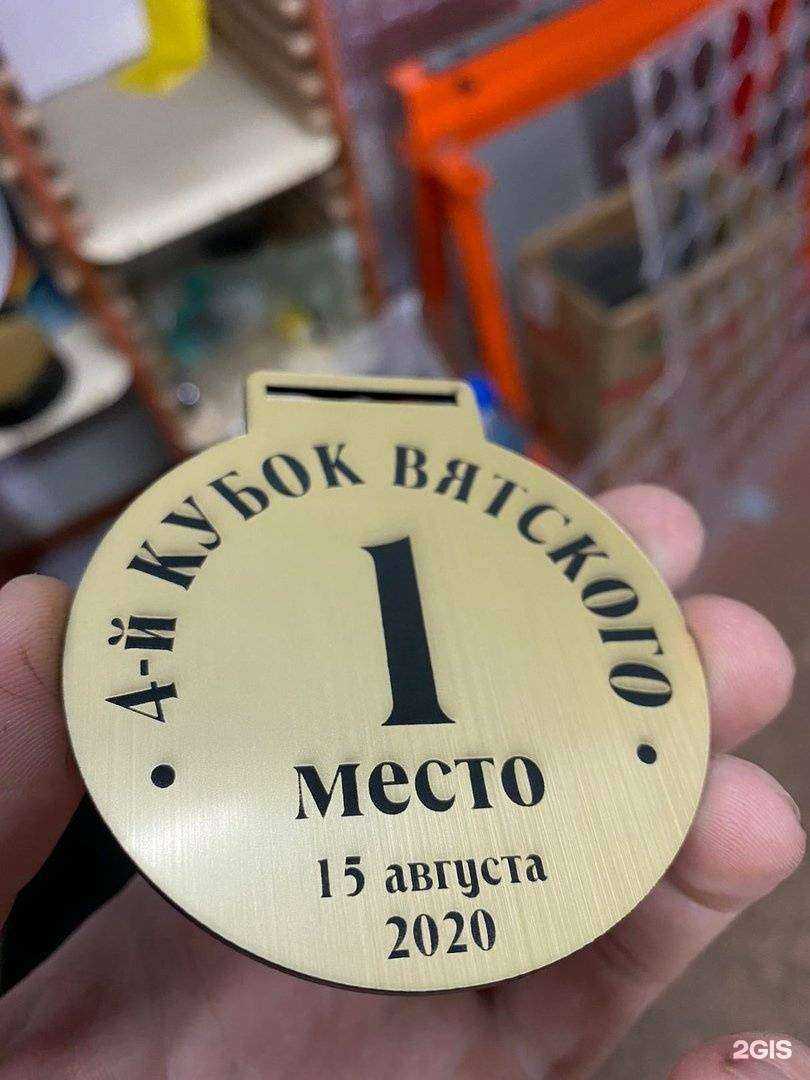 4-й КУБОК ВЯТСКОГО
1
место
15 августа
2020
2GIS